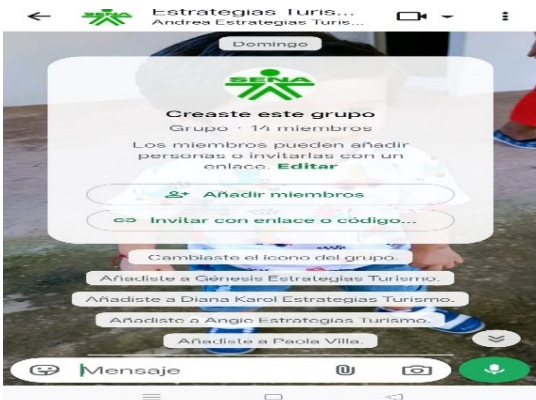 Estrategias Turis...
Andrea Estrategias Turis...
Domingo
SENA
SENA
Creaste este grupo
Grupo · 14 miembros
Los miembros pueden añadir
personas o invitarlas con un
enlace. Editar
Añadir miembros
Invitar con enlace o código...
Cambiaste el ícono del grupo.
Añadiste a Génesis Estrategias Turismo.
Añadiste a Diana Karol Estrategias Turismo.
Añadiste a Angie Estrategias Turismo.
Añadiste a Paola Villa.
Mensaje